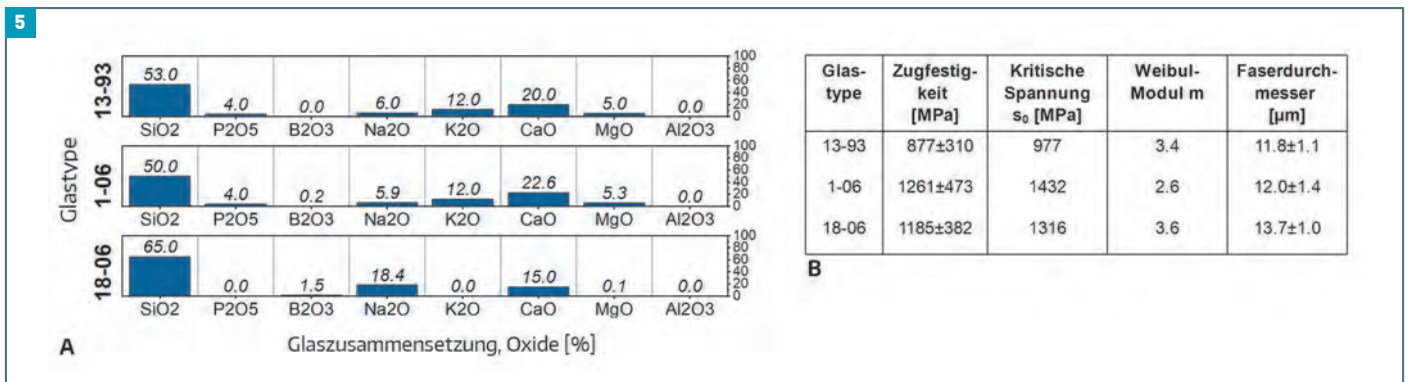 5
13-93
53.0 4.0 0.0 6.0 12.0 20.0 5.0 0.0
100
80
60
40
20
0
SiO2 P2O5 B2O3 Na2O K2O CaO MgO Al2O3
Glastype
1-06
50.0 4.0 0.2 5.9 12.0 22.6 5.3 0.0
100
80
60
40
20
0
SiO2 P2O5 B2O3 Na2O K2O CaO MgO Al2O3
18-06
65.0 0.0 1.5 18.4 0.0 15.0 0.1 0.0
100
80
60
40
20
0
SiO2 P2O5 B2O3 Na2O K2O CaO MgO Al2O3
A Glaszusammensetzung, Oxide [%]
Glas- Zugfestig- Kritische Weibul- Faserdurch-
type keit Spannung Modul m messer
[MPa] s0 [MPa] [µm]
13-93 877±310 977 3.4 11.8±1.1
1-06 1261±473 1432 2.6 12.0±1.4
18-06 1185±382 1316 3.6 13.7±1.0
B